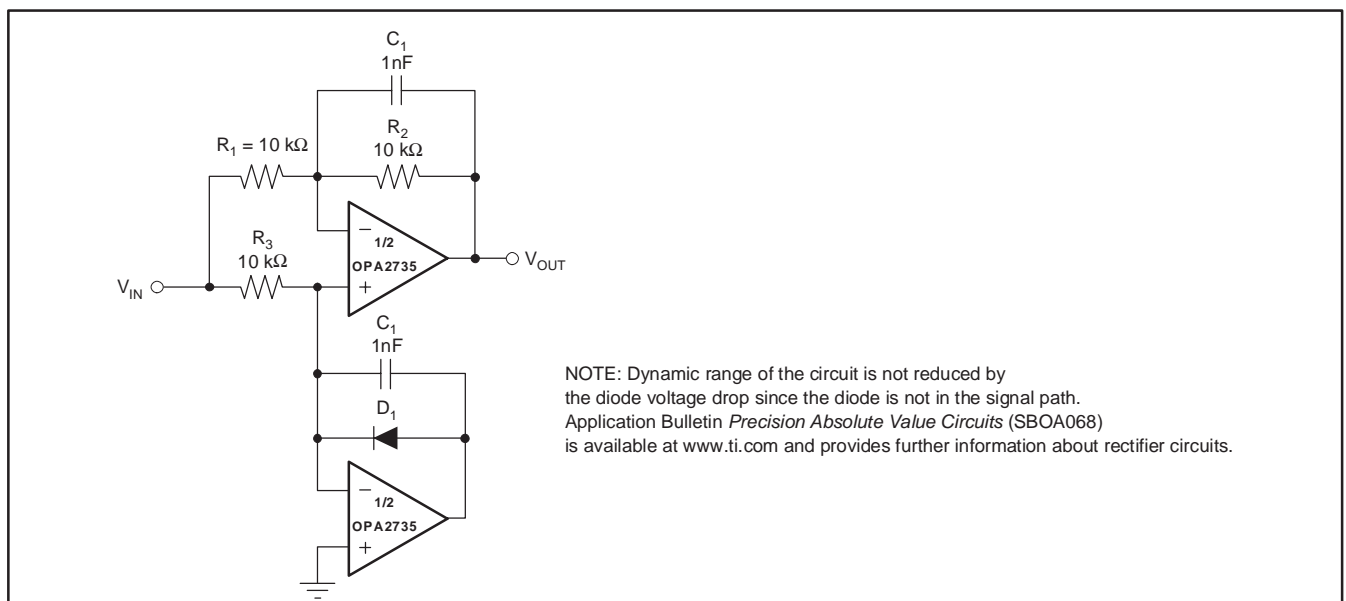 C1
1nF
R2
10 kΩ
R1 = 10 kΩ
−
1/2
OPA2735
+
R3
10 kΩ
VIN
VOUT
C1
1nF
D1
−
1/2
OPA2735
+
NOTE: Dynamic range of the circuit is not reduced by
the diode voltage drop since the diode is not in the signal path.
Application Bulletin Precision Absolute Value Circuits (SBOA068)
is available at www.ti.com and provides further information about rectifier circuits.